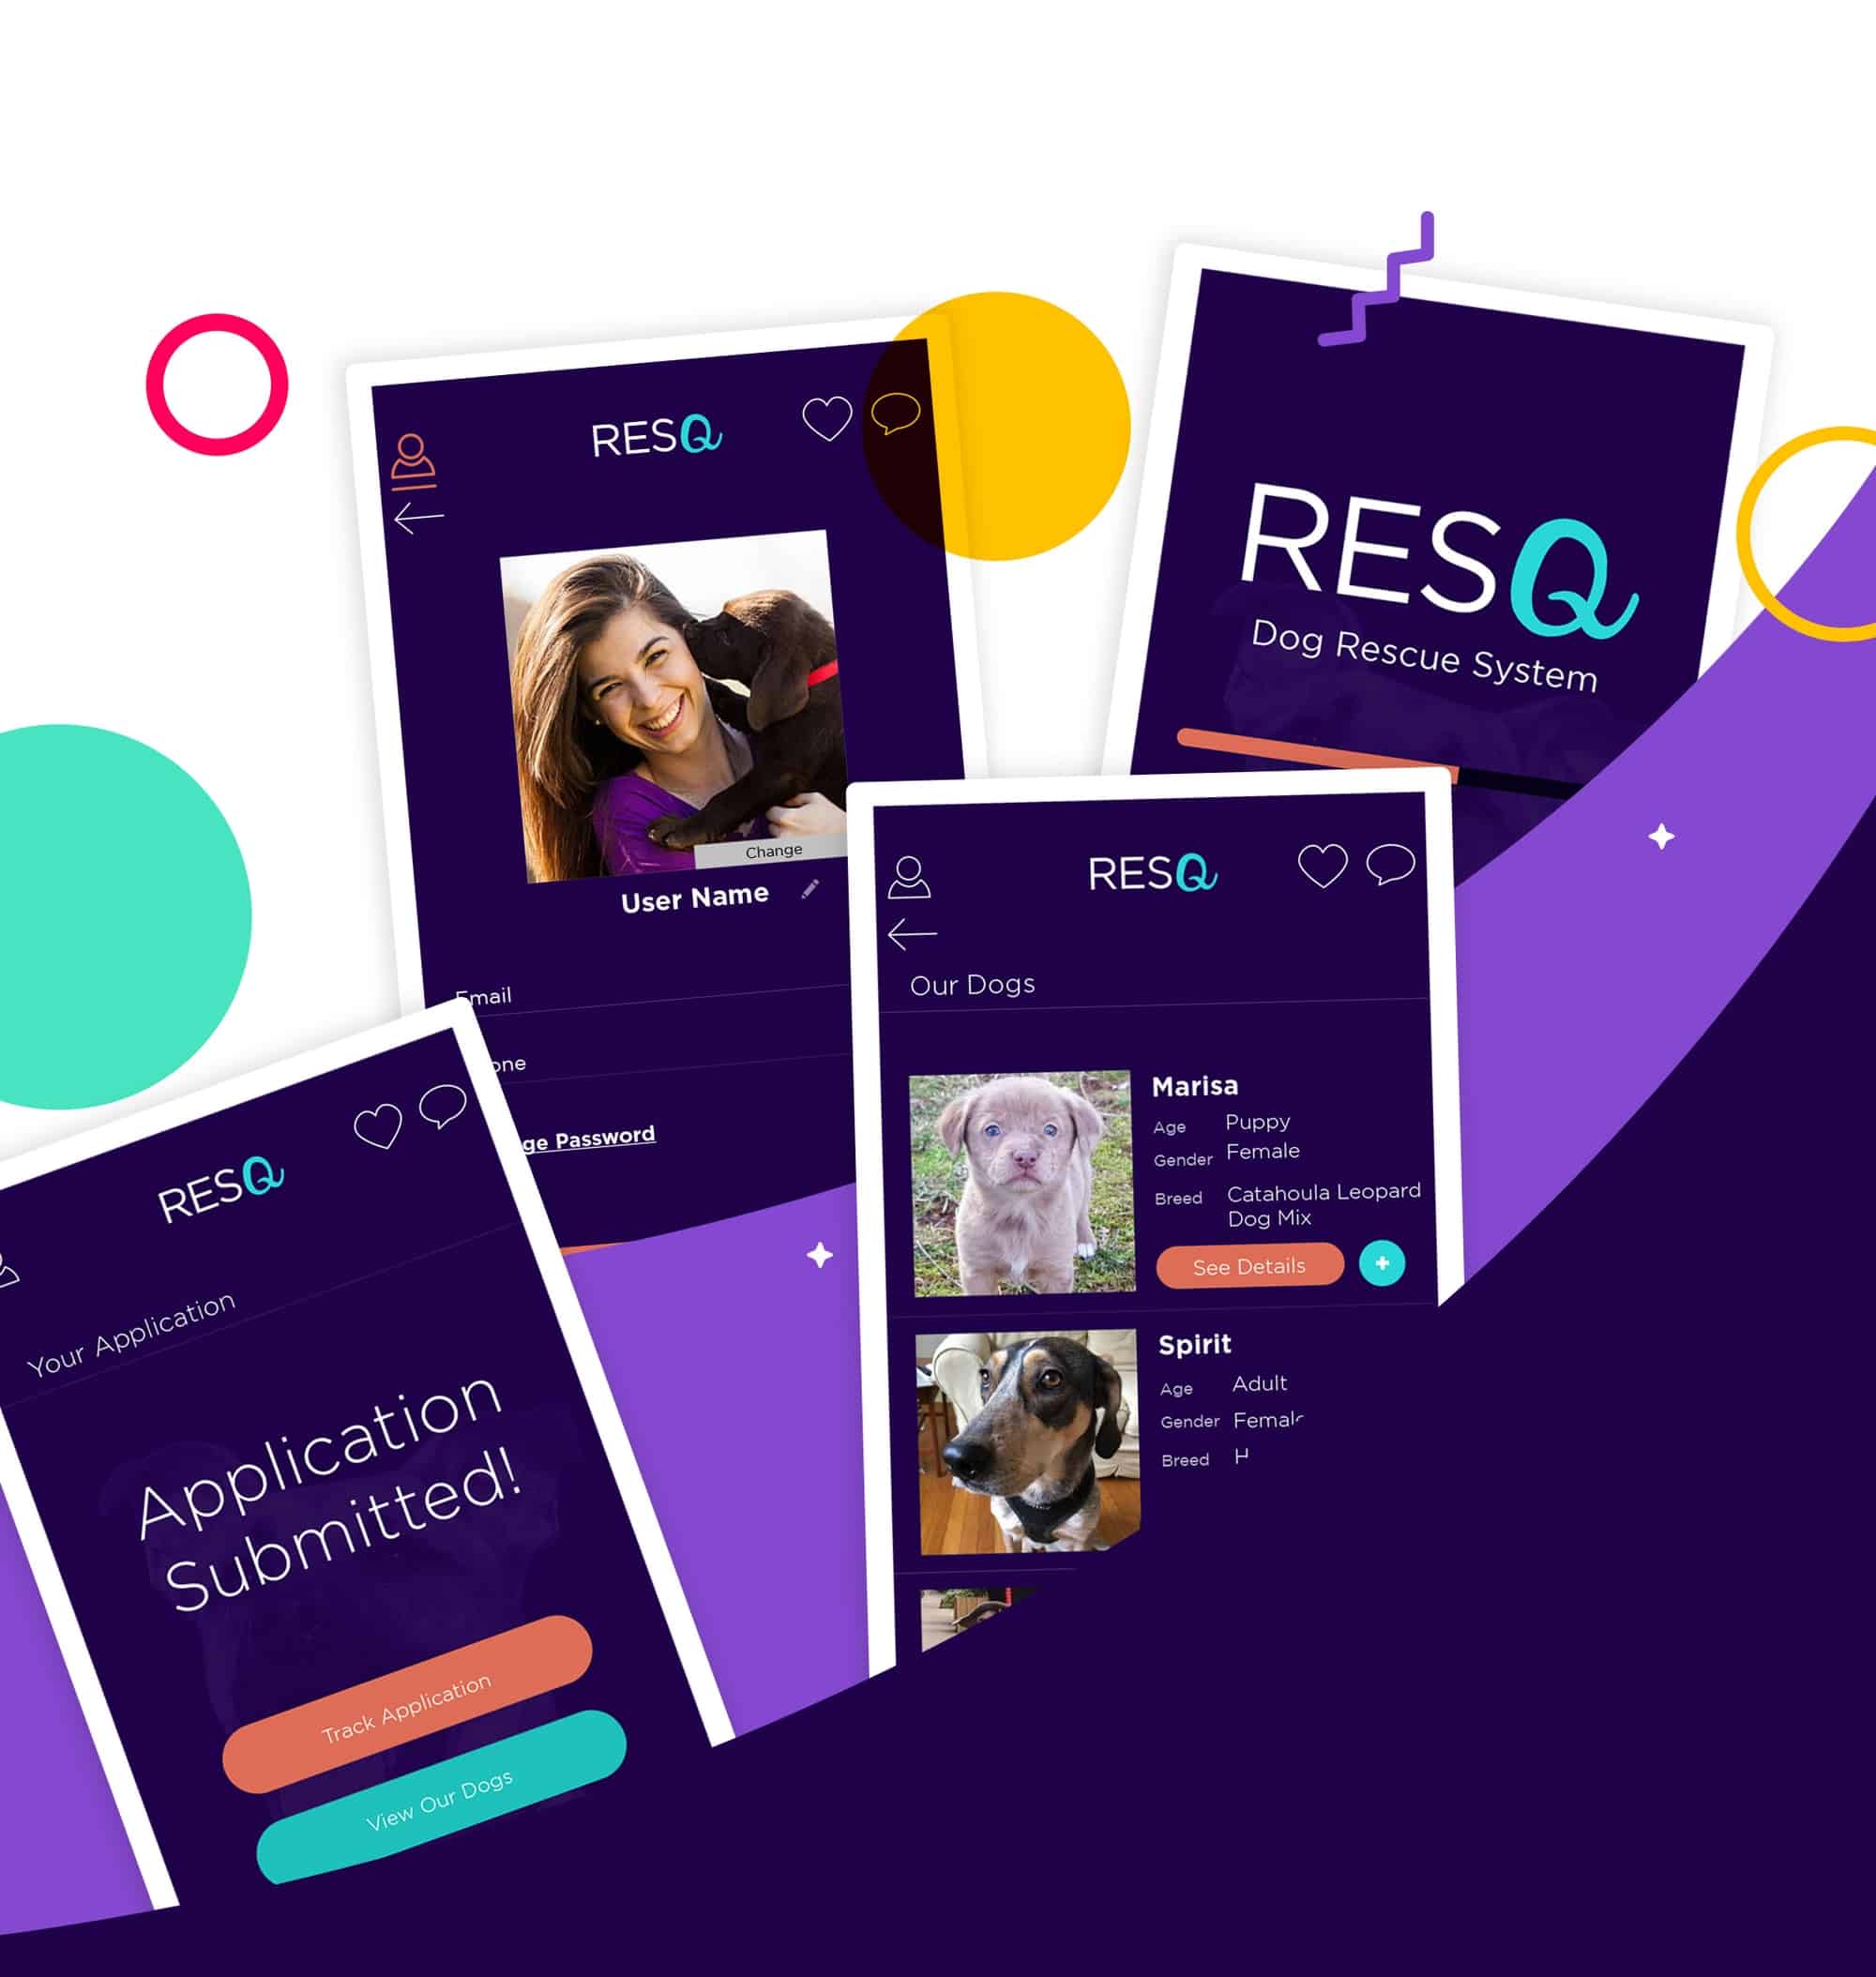 RESQ
Change
User Name
Email
Password
RESQ
Dog Rescue System
RESQ
Our Dogs
Marisa
Age Puppy
Gender Female
Breed Catahoula Leopard
Dog Mix
See Details
Spirit
Age Adult
Gender
Breed
RESQ
Your Application
Application
Submitted!
Track Application
View Our Dogs